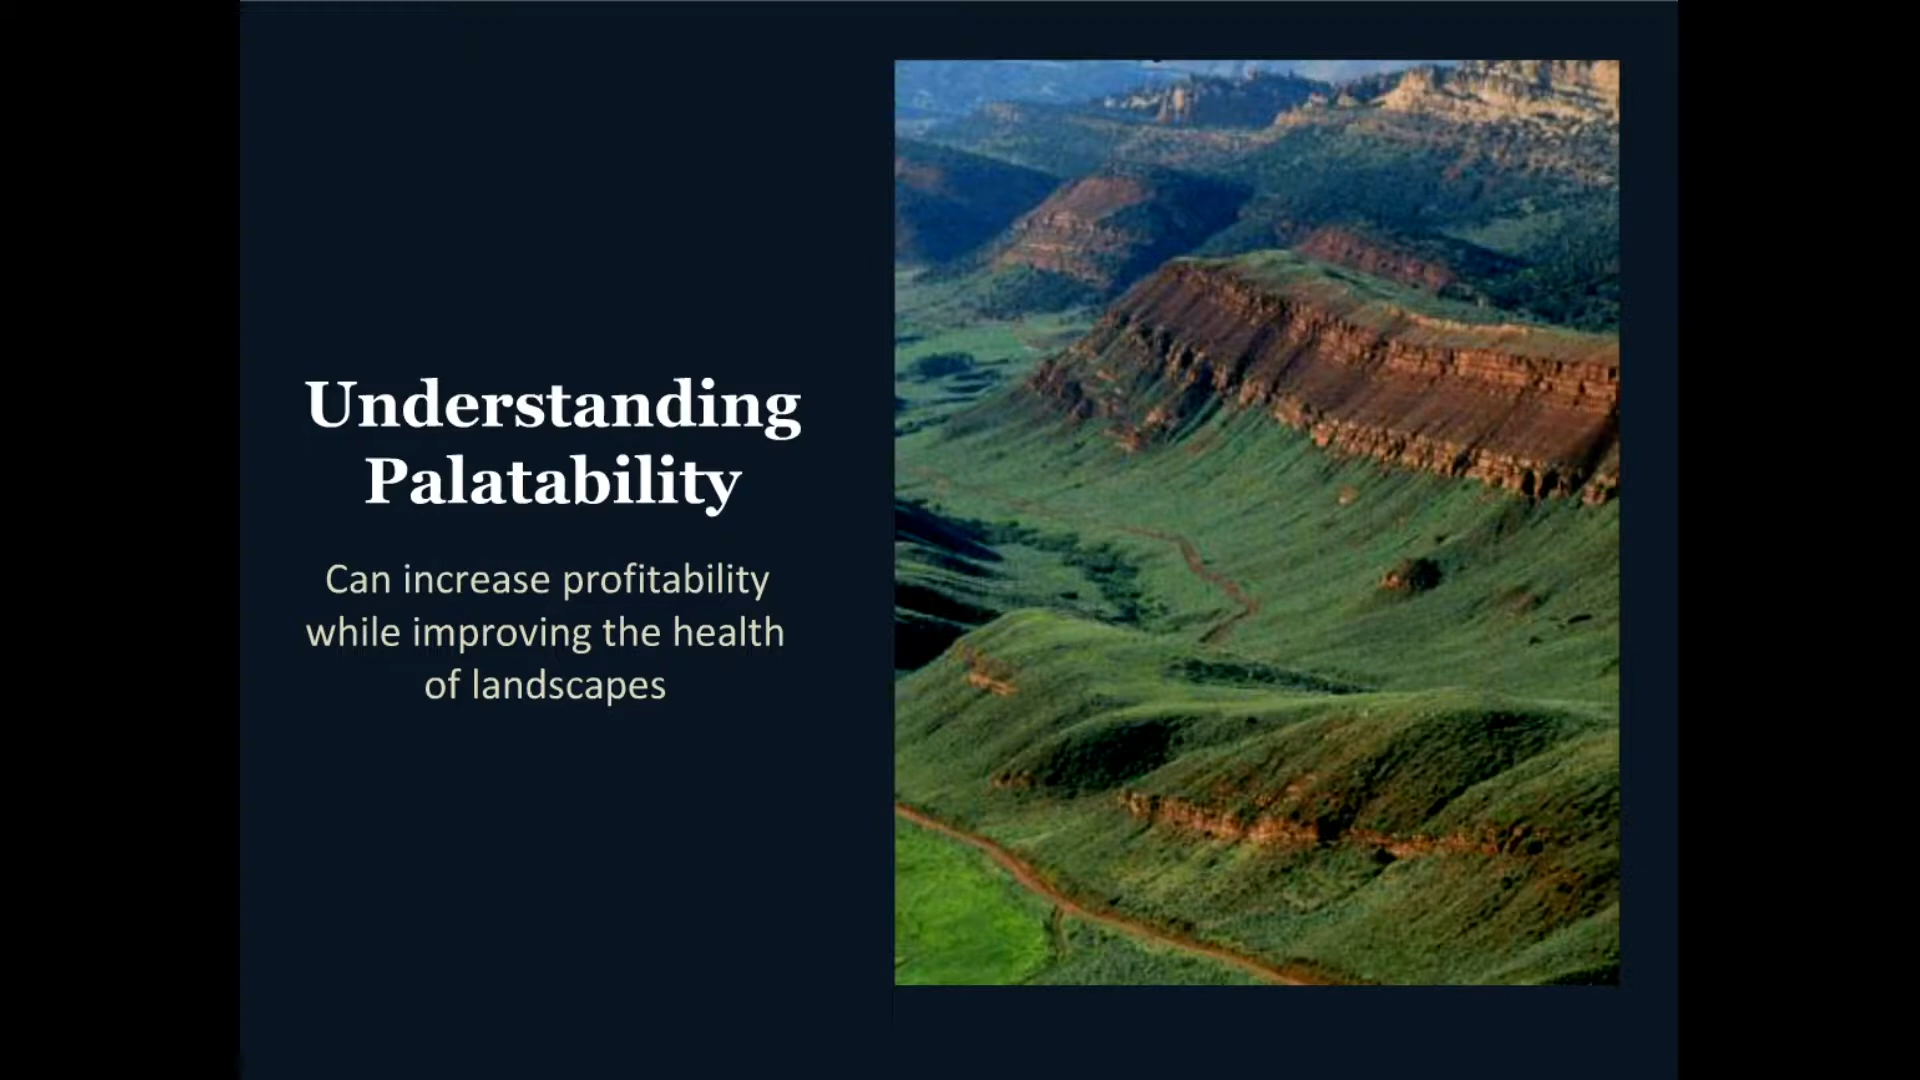 Understanding
Palatability
Can increase profitability
while improving the health
of landscapes